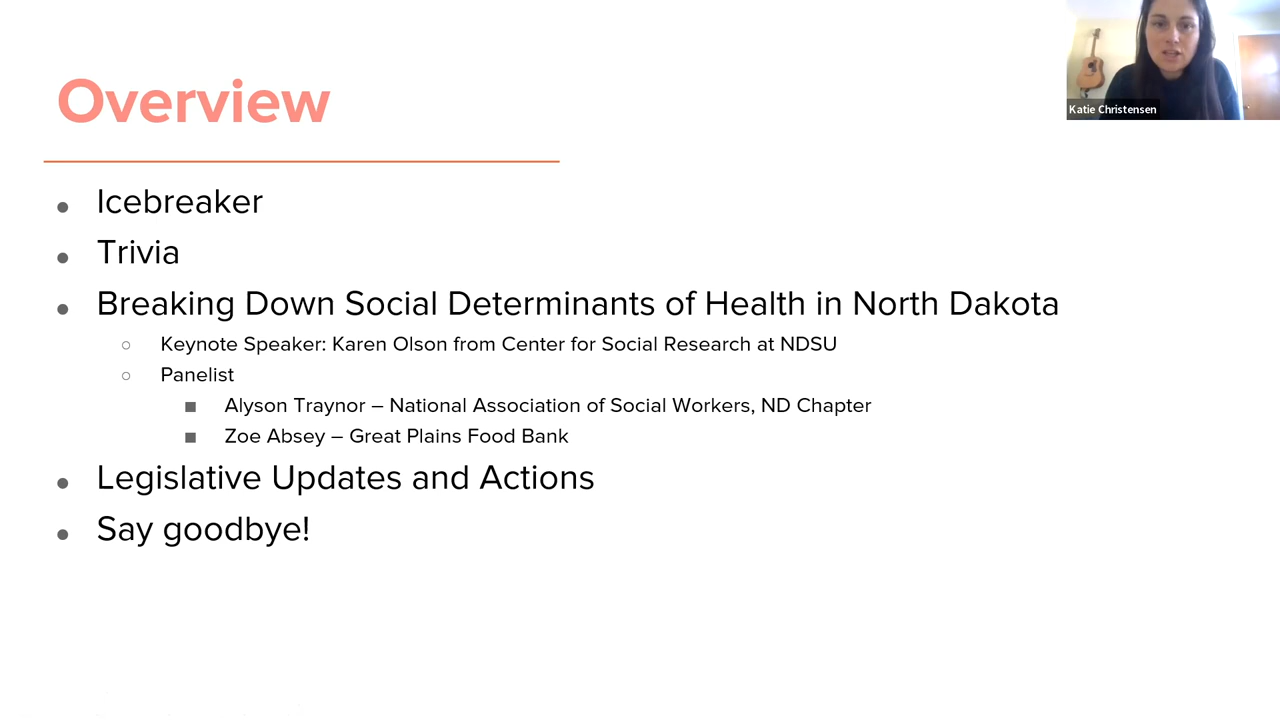 Overview
Katie Christensen
Icebreaker
Trivia
Breaking Down Social Determinants of Health in North Dakota
Keynote Speaker: Karen Olson from Center for Social Research at NDSU
Panelist
Alyson Traynor – National Association of Social Workers, ND Chapter
Zoe Absey – Great Plains Food Bank
Legislative Updates and Actions
Say goodbye!